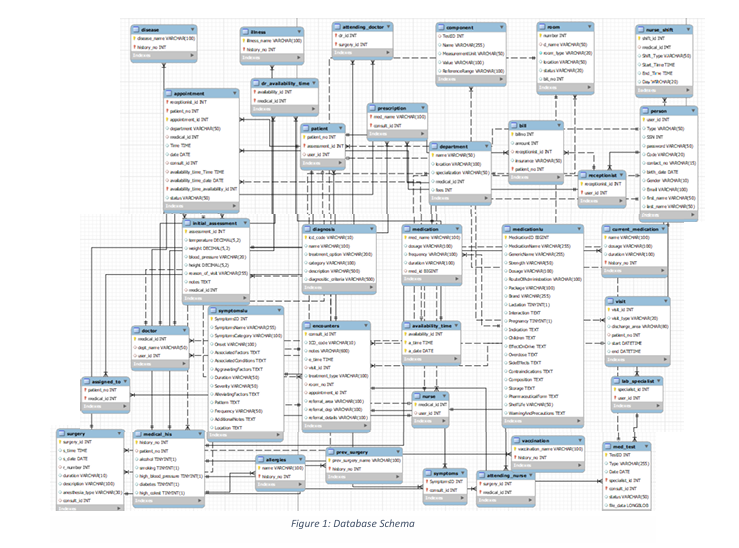 disease
disease_name VARCHAR(100)
history_no INT
Indexes
illness
illness_name VARCHAR(100)
history_no INT
Indexes
attending_doctor
dr_id INT
surgery_id INT
Indexes
component
TestID INT
Name VARCHAR(255)
MeasurementUnit VARCHAR(50)
Value VARCHAR(100)
ReferenceRange VARCHAR(100)
Indexes
room
number INT
d_name VARCHAR(50)
room_type VARCHAR(20)
location VARCHAR(50)
status VARCHAR(20)
bil_no INT
Indexes
nurse_shift
shift_id INT
medical_id INT
Shift_Type VARCHAR(50)
Start_Time TIME
End_Time TIME
Day VARCHAR(20)
Indexes
dr_availability_time
availability_id INT
medical_id INT
Indexes
appointment
receptionist_id INT
patient_no INT
appointment_id INT
department VARCHAR(50)
medical_id INT
Time TIME
date DATE
consult_id INT
availability_time_Time TIME
availability_time_date DATE
availability_time_availability_id INT
status VARCHAR(50)
Indexes
prescription
med_name VARCHAR(100)
consult_id INT
Indexes
patient
patient_no INT
assessment_id INT
user_id INT
Indexes
bill
billno INT
amount INT
receptionist_id INT
insurance VARCHAR(50)
patient_no INT
Indexes
person
user_id INT
Type VARCHAR(50)
SSN INT
password VARCHAR(50)
Code VARCHAR(20)
contact_no VARCHAR(15)
birth_date DATE
Gender VARCHAR(10)
Email VARCHAR(100)
first_name VARCHAR(50)
last_name VARCHAR(50)
Indexes
department
name VARCHAR(50)
location VARCHAR(100)
specialization VARCHAR(50)
medical_id INT
fees INT
Indexes
receptionist
receptionist_id INT
user_id INT
Indexes
initial_assessment
assessment_id INT
temperature DECIMAL(5,2)
weight DECIMAL(5,2)
blood_pressure VARCHAR(20)
height DECIMAL(5,2)
reason_of_visit VARCHAR(255)
notes TEXT
medical_id INT
Indexes
diagnosis
icd_code VARCHAR(10)
name VARCHAR(100)
treatment_option VARCHAR(200)
category VARCHAR(100)
description VARCHAR(500)
diagnostic_criteria VARCHAR(500)
Indexes
medication
med_name VARCHAR(100)
dosage VARCHAR(100)
frequency VARCHAR(100)
duration VARCHAR(100)
med_id BIGINT
Indexes
medicationlu
MedicationID BIGINT
MedicationName VARCHAR(255)
GenericName VARCHAR(255)
Strength VARCHAR(50)
Dosage VARCHAR(100)
RouteOfAdministration VARCHAR(100)
Package VARCHAR(100)
Brand VARCHAR(255)
Lactation TINYINT(1)
Interaction TEXT
Pregnancy TINYINT(1)
Indication TEXT
Children TEXT
EffectOnDrive TEXT
Overdose TEXT
SideEffects TEXT
Contraindications TEXT
Composition TEXT
Storage TEXT
PharmaceuticalForm TEXT
ShelfLife VARCHAR(50)
WarningAndPrecautions TEXT
Indexes
current_medication
name VARCHAR(100)
dosage VARCHAR(100)
duration VARCHAR(100)
history_no INT
Indexes
visit
visit_id INT
visit_type VARCHAR(20)
discharge_area VARCHAR(80)
patient_no INT
start DATETIME
end DATETIME
Indexes
symptomslu
SymptomID INT
SymptomName VARCHAR(255)
SymptomCategory VARCHAR(100)
Onset VARCHAR(100)
AssociatedFactors TEXT
AssociatedConditions TEXT
AggravatingFactors TEXT
Duration VARCHAR(50)
Severity VARCHAR(50)
AlleviatingFactors TEXT
Pattern TEXT
Frequency VARCHAR(50)
AdditionalNotes TEXT
Location TEXT
Indexes
encounters
consult_id INT
ICD_code VARCHAR(10)
notes VARCHAR(600)
e_time TIME
visit_id INT
treatment_type VARCHAR(100)
room_no INT
appointment_id INT
referral_area VARCHAR(100)
referral_dep VARCHAR(100)
referral_details VARCHAR(100)
Indexes
availability_time
availability_id INT
a_time TIME
a_date DATE
Indexes
doctor
medical_id INT
dept_name VARCHAR(50)
user_id INT
Indexes
assigned_to
patient_no INT
medical_id INT
Indexes
nurse
medical_id INT
user_id INT
Indexes
lab_specialist
specialist_id INT
user_id INT
Indexes
surgery
surgery_id INT
s_time TIME
s_date DATE
r_number INT
duration VARCHAR(10)
description VARCHAR(100)
anesthesia_type VARCHAR(30)
consult_id INT
Indexes
medical_his
history_no INT
patient_no INT
alcohol TINYINT(1)
smoking TINYINT(1)
high_blood_pressure TINYINT(1)
diabetes TINYINT(1)
high_cholest TINYINT(1)
Indexes
allergies
name VARCHAR(100)
history_no INT
Indexes
prev_surgery
prev_surgery_name VARCHAR(100)
history_no INT
Indexes
symptoms
SymptomID INT
consult_id INT
Indexes
attending_nurse
surgery_id INT
medical_id INT
Indexes
vaccination
vaccination_name VARCHAR(100)
history_no INT
Indexes
med_test
TestID INT
Type VARCHAR(255)
Date DATE
specialist_id INT
consult_id INT
status VARCHAR(50)
file_data LONGBLOB
Indexes
Figure 1: Database Schema